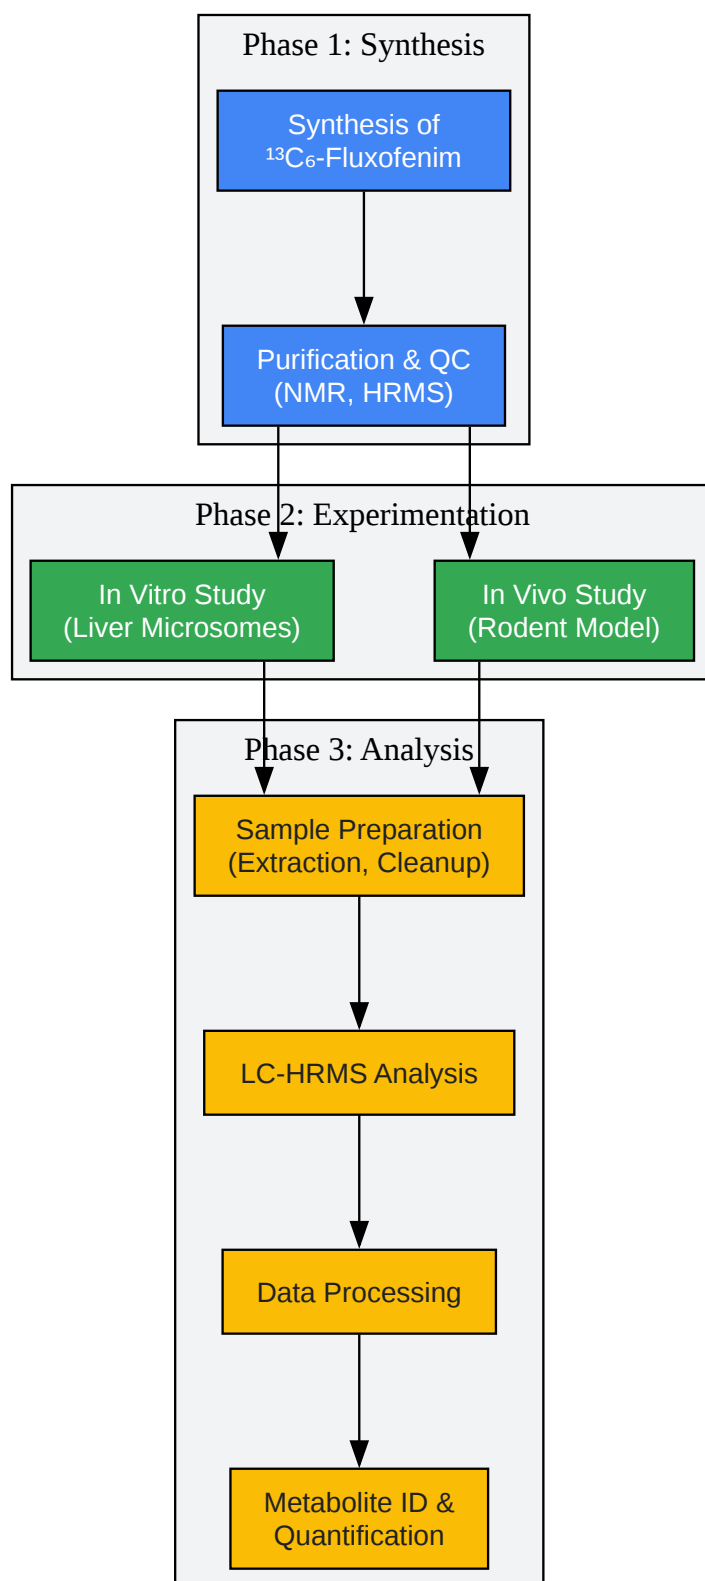 Phase 1: Synthesis
Synthesis of
¹³C₆-Fluxofenim
Purification & QC
(NMR, HRMS)
Phase 2: Experimentation
In Vitro Study
(Liver Microsomes)
In Vivo Study
(Rodent Model)
Phase 3: Analysis
Sample Preparation
(Extraction, Cleanup)
LC-HRMS Analysis
Data Processing
Metabolite ID &
Quantification